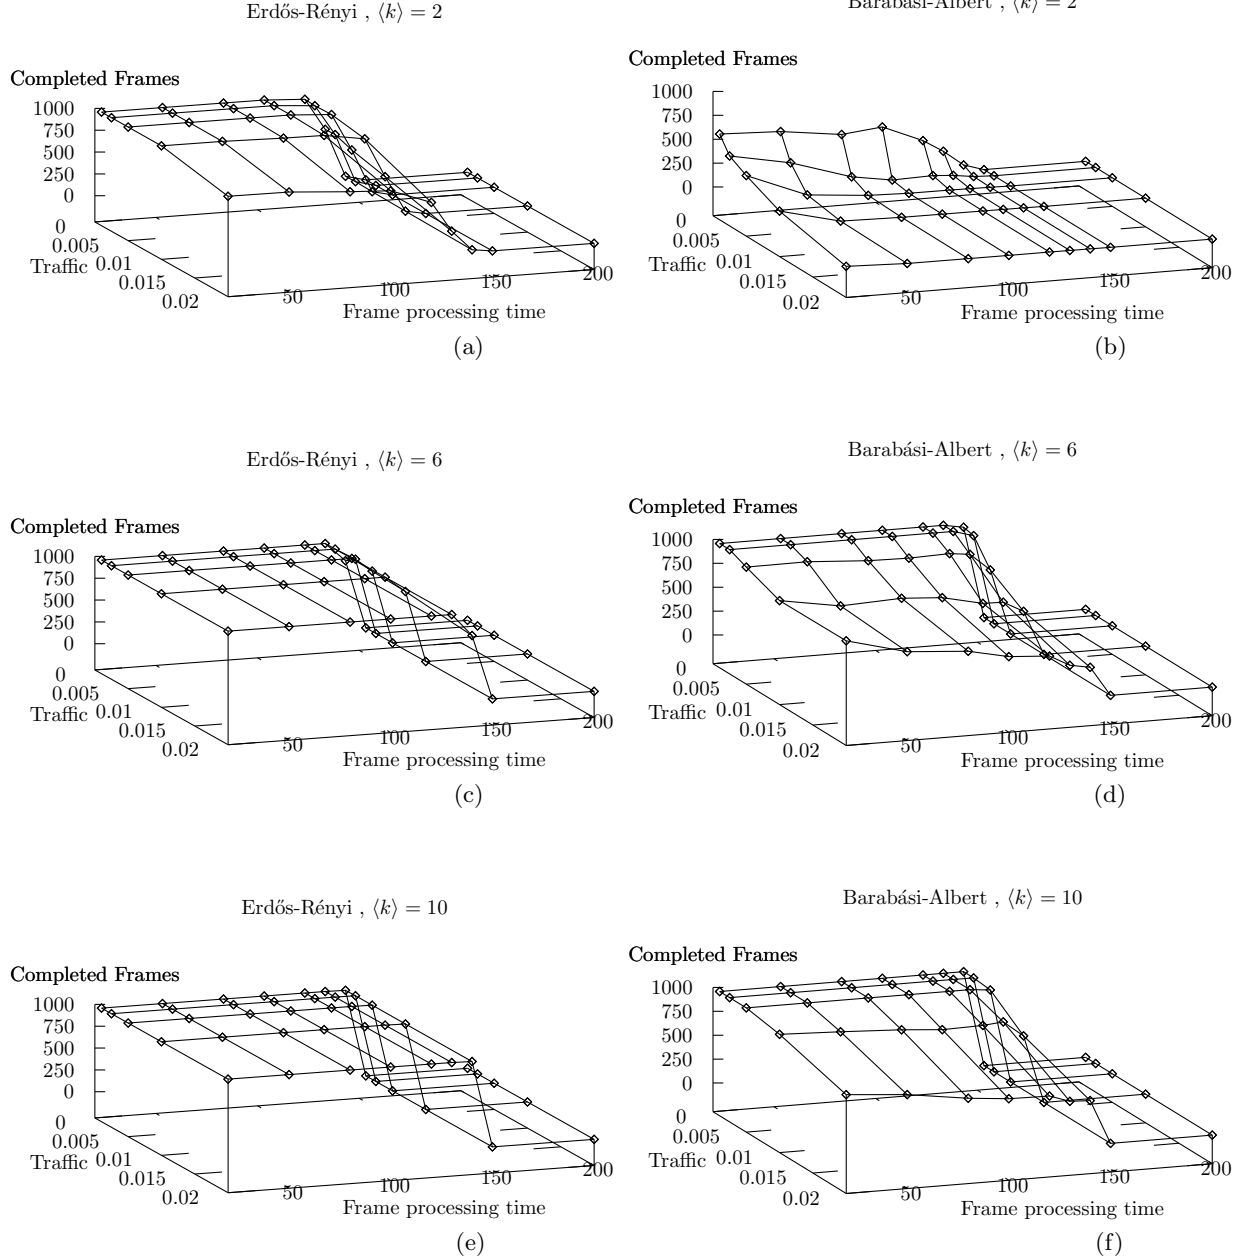 Erdős-Rényi , ⟨k⟩ = 2
Completed Frames
1000
750
500
250
0
0
0.005
Traffic 0.01
0.015
0.02
50
100
150
200
Frame processing time
(a)
Barabási-Albert , ⟨k⟩ = 2
Completed Frames
1000
750
500
250
0
0
0.005
Traffic 0.01
0.015
0.02
50
100
150
200
Frame processing time
(b)
Erdős-Rényi , ⟨k⟩ = 6
Completed Frames
1000
750
500
250
0
0
0.005
Traffic 0.01
0.015
0.02
50
100
150
200
Frame processing time
(c)
Barabási-Albert , ⟨k⟩ = 6
Completed Frames
1000
750
500
250
0
0
0.005
Traffic 0.01
0.015
0.02
50
100
150
200
Frame processing time
(d)
Erdős-Rényi , ⟨k⟩ = 10
Completed Frames
1000
750
500
250
0
0
0.005
Traffic 0.01
0.015
0.02
50
100
150
200
Frame processing time
(e)
Barabási-Albert , ⟨k⟩ = 10
Completed Frames
1000
750
500
250
0
0
0.005
Traffic 0.01
0.015
0.02
50
100
150
200
Frame processing time
(f)